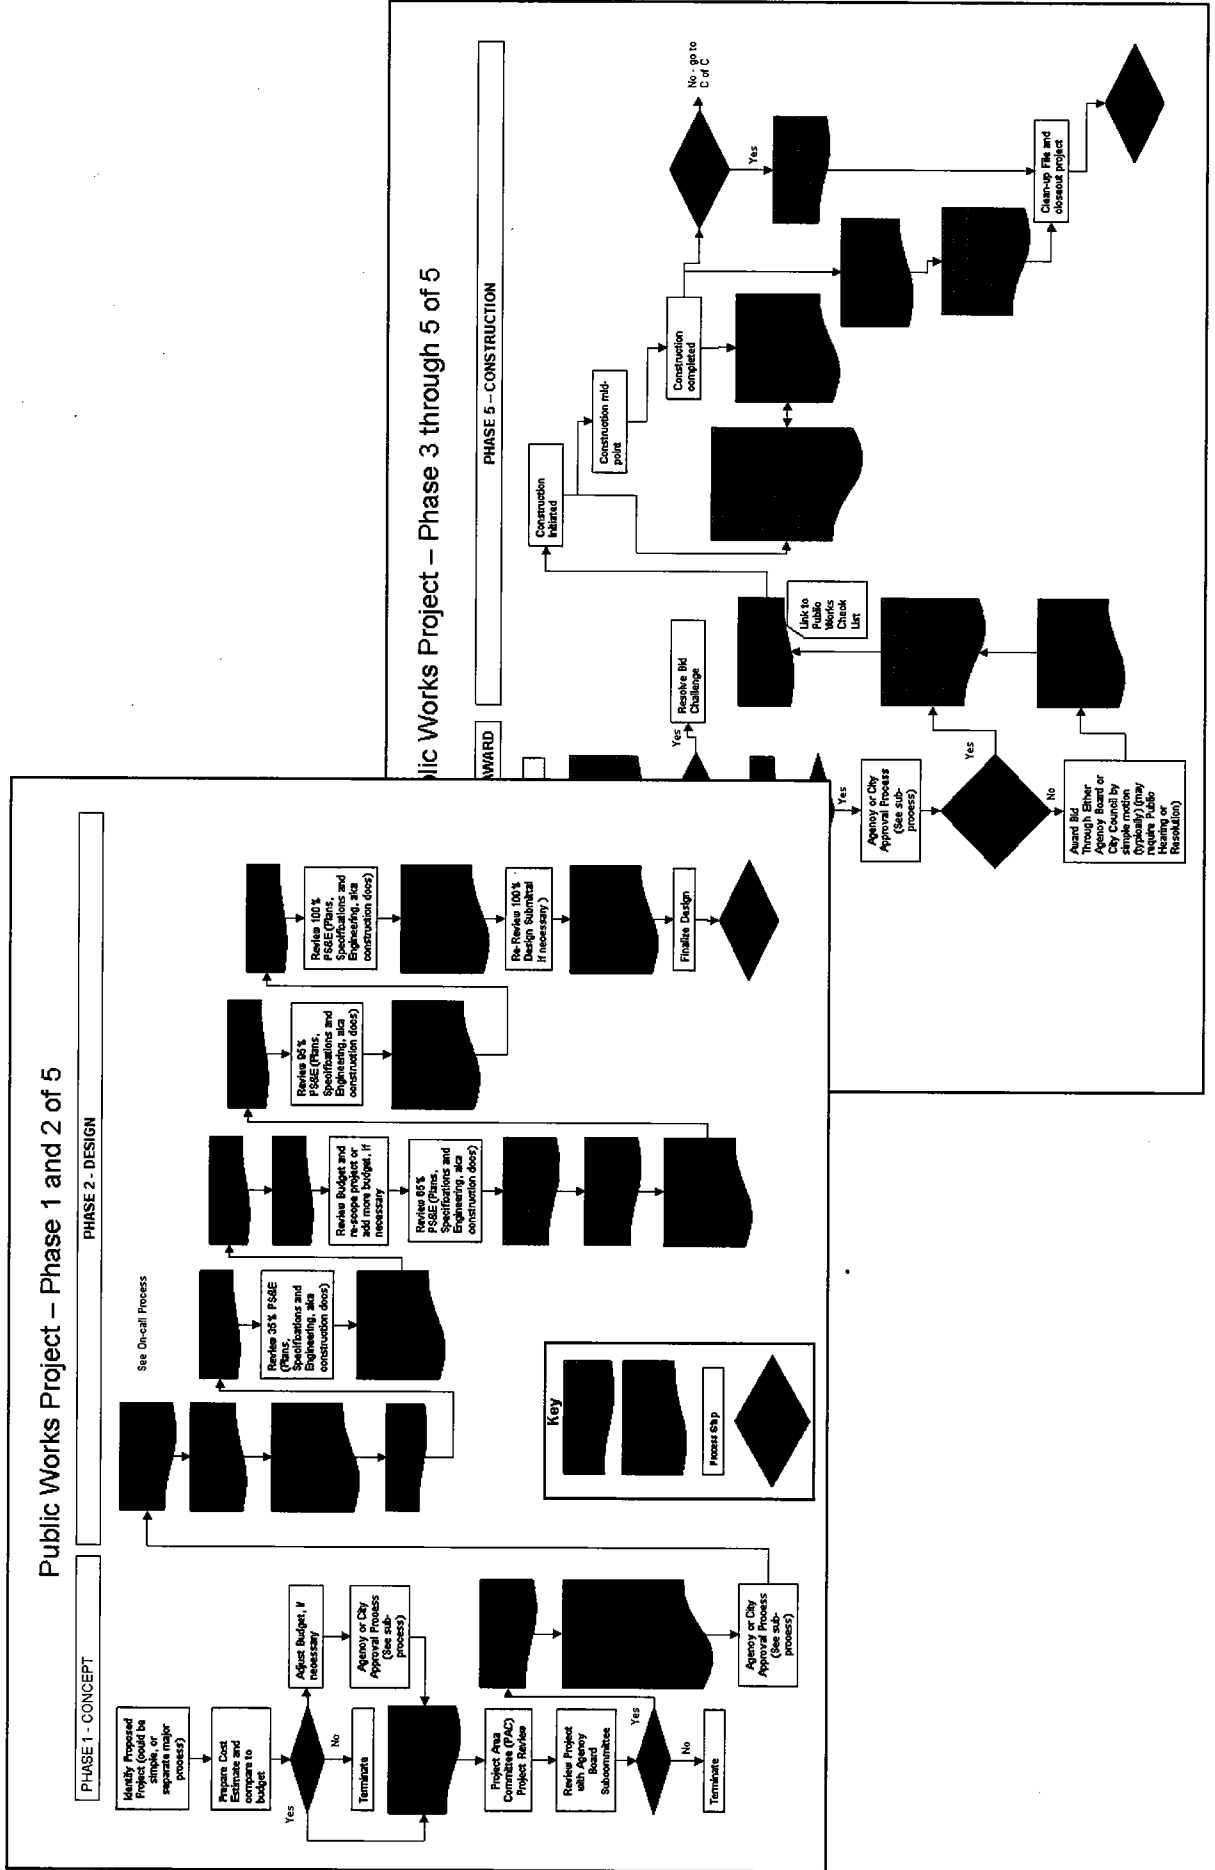 Public Works Project – Phase 1 and 2 of 5
PHASE 1 - CONCEPT
PHASE 2 - DESIGN
Identify Proposed
Project (could be
simple, or
separate major
process)
Prepare Cost
Estimate and
compare to
budget
Yes
No
Terminate
Adjust Budget, if
necessary
Agency or City
Approval Process
(See sub-
process)
Project Area
Committee (PAC)
Project Review
Review Project
with Agency
Board
Subcommittee
Yes
No
Terminate
Agency or City
Approval Process
(See sub-
process)
See On-call Process
Review 35% PS&E
(Plans,
Specifications and
Engineering, aka
construction docs)
Review Budget and
re-scope project or
add more budget, if
necessary
Review 65%
PS&E (Plans,
Specifications and
Engineering, aka
construction docs)
Review 95%
PS&E (Plans,
Specifications and
Engineering, aka
construction docs)
Review 100%
PS&E (Plans,
Specifications and
Engineering, aka
construction docs)
Re-Review 100%
Design Submittal
if necessary)
Finalize Design
Key
Process Step
blic Works Project – Phase 3 through 5 of 5
AWARD
PHASE 5 – CONSTRUCTION
Yes
Resolve Bid
Challenge
Yes
Agency or City
Approval Process
(See sub-
process)
Yes
No
Award Bid
Through Either
Agency Board or
City Council by
simple motion
(typically) (may
require Public
Hearing or
Resolution)
Link to
Public
Works
Check
List
Construction
Initiated
Construction mid-
point
Construction
completed
No - go to
C of C
Yes
Clean-up File and
closeout project